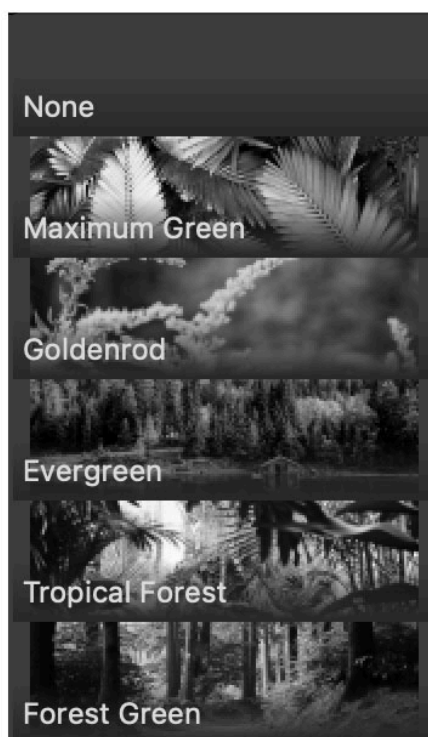 None
Maximum Green
Goldenrod
Evergreen
Tropical Forest
Forest Green